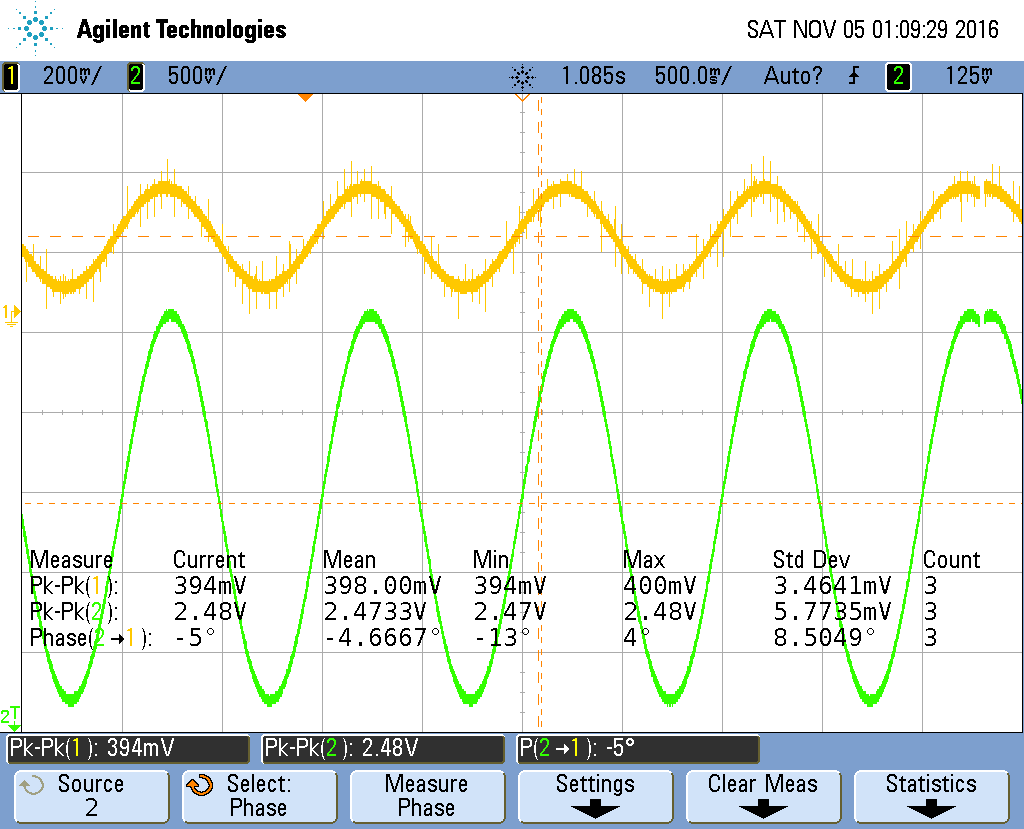 Agilent Technologies SAT NOV 05 01:09:29 2016
1 200mV/ 2 500mV/ 1.085s 500.0ms/ Auto? 2 125mV
1
Measure Current Mean Min Max Std Dev Count
Pk-Pk(1): 394mV 398.00mV 394mV 400mV 3.4641mV 3
Pk-Pk(2): 2.48V 2.4733V 2.47V 2.48V 5.7735mV 3
Phase(2→1): -5° -4.6667° -13° 4° 8.5049° 3
2
Pk-Pk(1): 394mV Pk-Pk(2): 2.48V P(2→1): -5°
Source Select: Measure Settings Clear Meas Statistics
2 Phase Phase